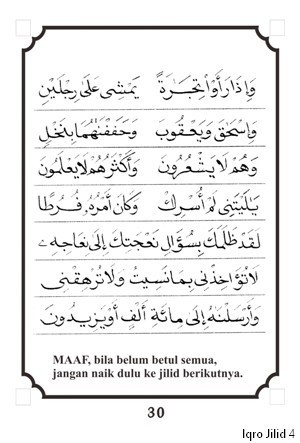 وَإِذَا رَأَوْا تِجَارَةً يَمْشِى عَلَى رِجْلَيْنِ
وَإِسْحَقَ وَيَعْقُوبَ وَحَفَفْنَهُمَا بِنَخْلٍ
وَهُمْ لَا يَشْعُرُونَ وَأَكْثَرُهُمْ لَا يَعْلَمُونَ
يَلَيْتَنِى لَمْ أُشْرِكْ وَكَانَ أَمْرُهُ فُرُطًا
لَقَدْ ظَلَمَكَ بِسُؤَالِ نَعْجَتِكَ إِلَى نِعَاجِهِ
لَا تُؤَاخِذْنِى بِمَا نَسِيتُ وَلَا تُرْهِقْنِى
وَأَرْسَلْنَهُ إِلَى مِائَةِ أَلْفٍ أَوْ يَزِيدُونَ
MAAF, bila belum betul semua,
jangan naik dulu ke jilid berikutnya.
30
Iqro Jilid 4